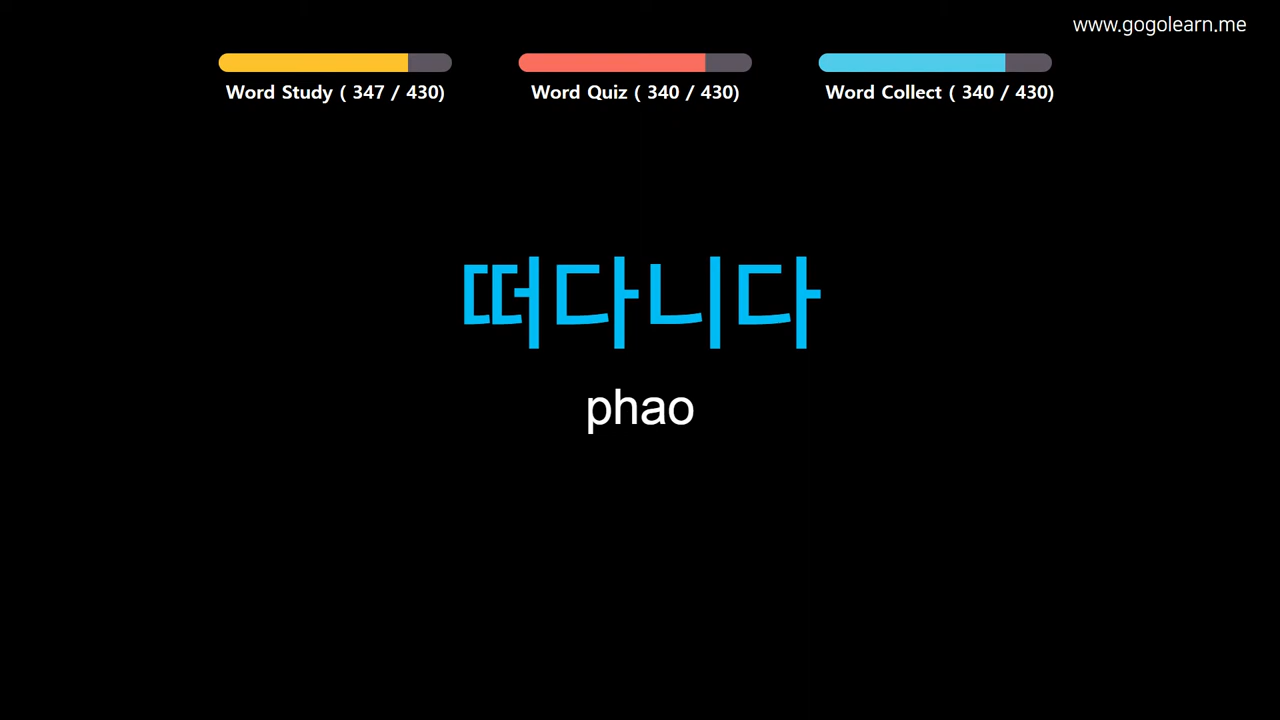 www.gogolearn.me
Word Study ( 347 / 430)
Word Quiz ( 340 / 430)
Word Collect ( 340 / 430)
떠다니다
phao